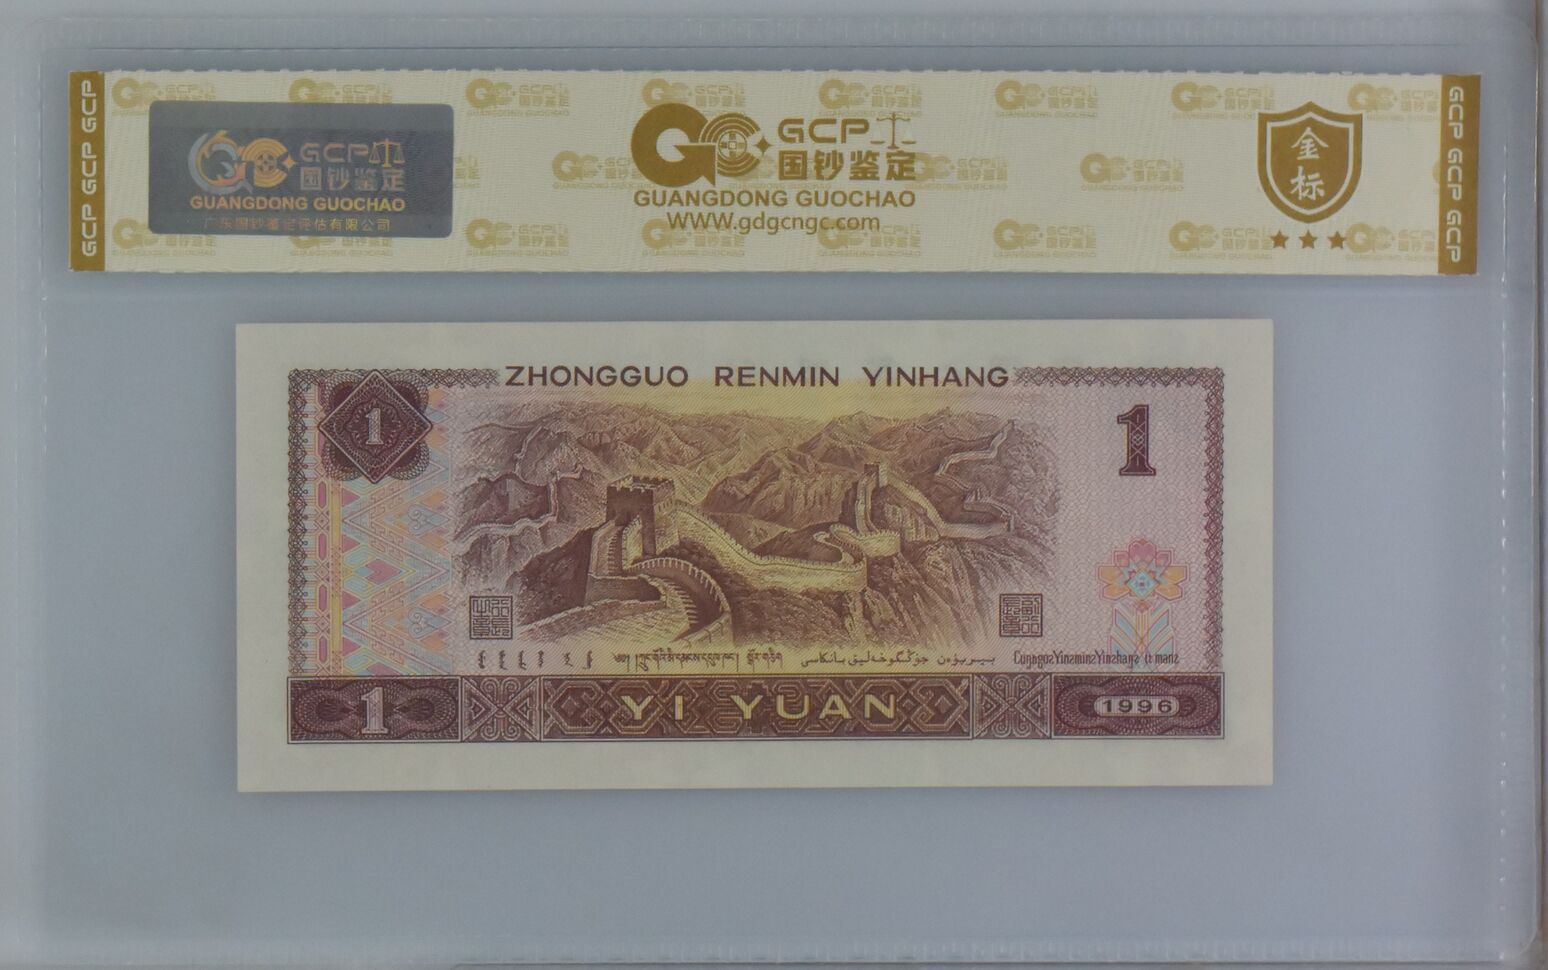 GCP GCP GCP
GCP
国钞鉴定
GUANGDONG GUOCHAO
广东国钞鉴定评估有限公司
GCP
国钞鉴定
GUANGDONG GUOCHAO
WWW.gdgcngc.com
金标
GCP GCP GCP
ZHONGGUO RENMIN YINHANG
1
1
1
YI YUAN
1996